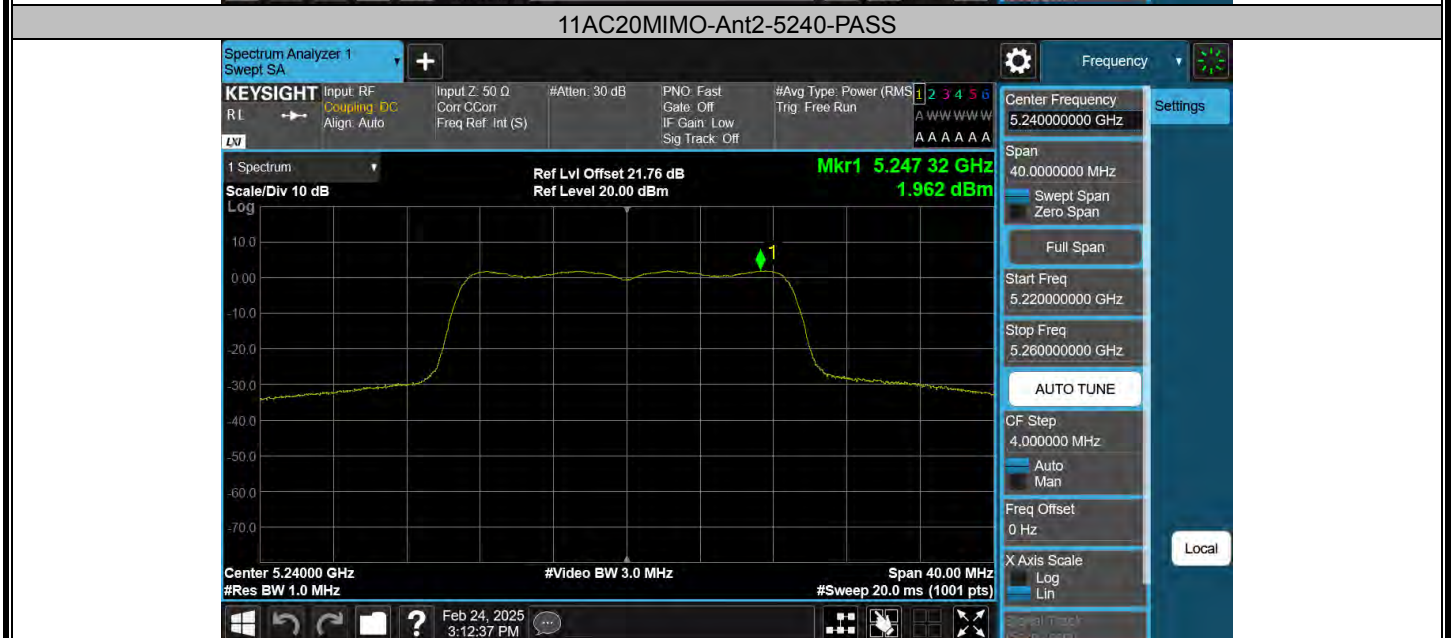 11AC20MIMO-Ant2-5240-PASS
Spectrum Analyzer 1
Swept SA
+
Frequency
KEYSIGHT
RL
LXI
Input: RF
Coupling: DC
Align: Auto
Input Z: 50 Ω
Corr CCorr
Freq Ref: Int (S)
#Atten: 30 dB
PNO: Fast
Gate: Off
IF Gain: Low
Sig Track: Off
#Avg Type: Power (RMS
Trig: Free Run
1 2 3 4 5 6
A W W W W W
A A A A A A
Center Frequency
5.240000000 GHz
Settings
1 Spectrum
Scale/Div 10 dB
Log
Ref Lvl Offset 21.76 dB
Ref Level 20.00 dBm
Mkr1 5.247 32 GHz
1.962 dBm
Span
40.0000000 MHz
Swept Span
Zero Span
Full Span
Start Freq
5.220000000 GHz
Stop Freq
5.260000000 GHz
AUTO TUNE
CF Step
4.000000 MHz
Auto
Man
Freq Offset
0 Hz
X Axis Scale
Log
Lin
Signal Track
Local
1
10.0
0.00
-10.0
-20.0
-30.0
-40.0
-50.0
-60.0
-70.0
Center 5.24000 GHz
#Res BW 1.0 MHz
#Video BW 3.0 MHz
Span 40.00 MHz
#Sweep 20.0 ms (1001 pts)
?
Feb 24, 2025
3:12:37 PM